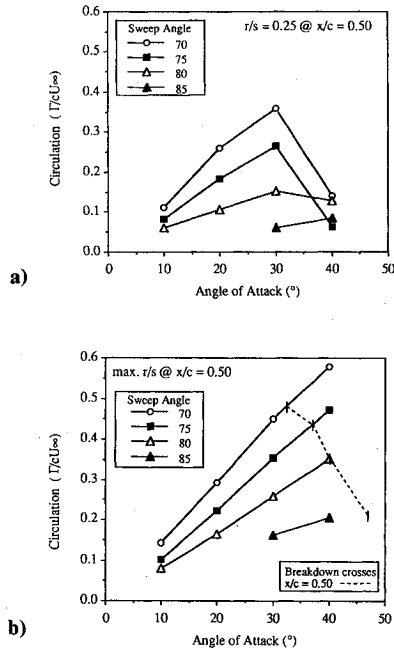 r/s = 0.25 @ x/c = 0.50
Sweep Angle
70
75
80
85
Circulation ( Γ/cU∞)
0.6
0.5
0.4
0.3
0.2
0.1
0.0
0 10 20 30 40 50
Angle of Attack (°)
a)
max. r/s @ x/c = 0.50
Sweep Angle
70
75
80
85
Circulation ( Γ/cU∞)
0.6
0.5
0.4
0.3
0.2
0.1
0.0
Breakdown crosses
x/c = 0.50
0 10 20 30 40 50
Angle of Attack (°)
b)